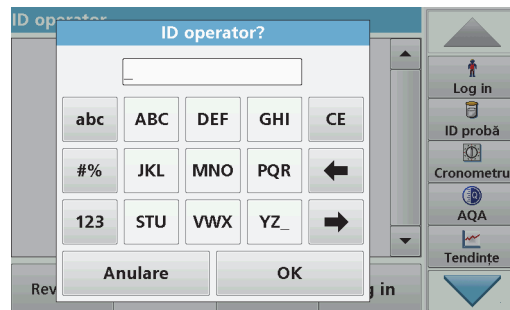 ID operator
ID operator?
_
abc ABC DEF GHI CE
#% JKL MNO PQR
123 STU VWX YZ_
Anulare OK
Rev
g in
Log in
ID probă
Cronometru
AQA
Tendințe